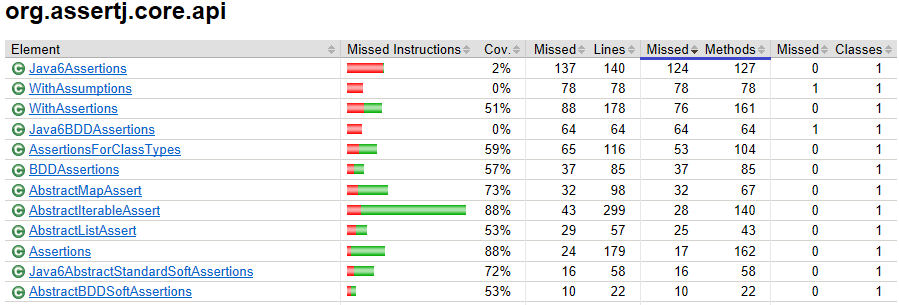 org.assertj.core.api
Element Missed Instructions Cov. Missed Lines Missed Methods Missed Classes
C Java6Assertions 2% 137 140 124 127 0 1
C WithAssumptions 0% 78 78 78 78 1 1
C WithAssertions 51% 88 178 76 161 0 1
C Java6BDDAssertions 0% 64 64 64 64 1 1
C AssertionsForClassTypes 59% 65 116 53 104 0 1
C BDDAssertions 57% 37 85 37 85 0 1
C AbstractMapAssert 73% 32 98 32 67 0 1
C AbstractIterableAssert 88% 43 299 28 140 0 1
C AbstractListAssert 53% 29 57 25 43 0 1
C Assertions 88% 24 179 17 162 0 1
C Java6AbstractStandardSoftAssertions 72% 16 58 16 58 0 1
C AbstractBDDSoftAssertions 53% 10 22 10 22 0 1